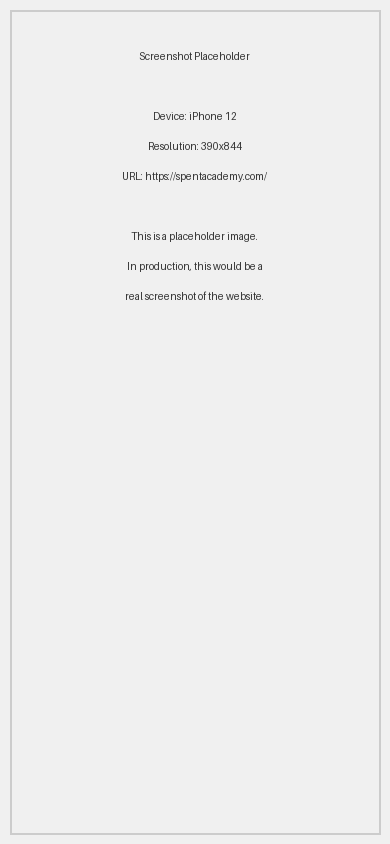 Screenshot Placeholder
Device: iPhone 12
Resolution: 390x844
URL: https://spentacademy.com/
This is a placeholder image.
In production, this would be a
real screenshot of the website.